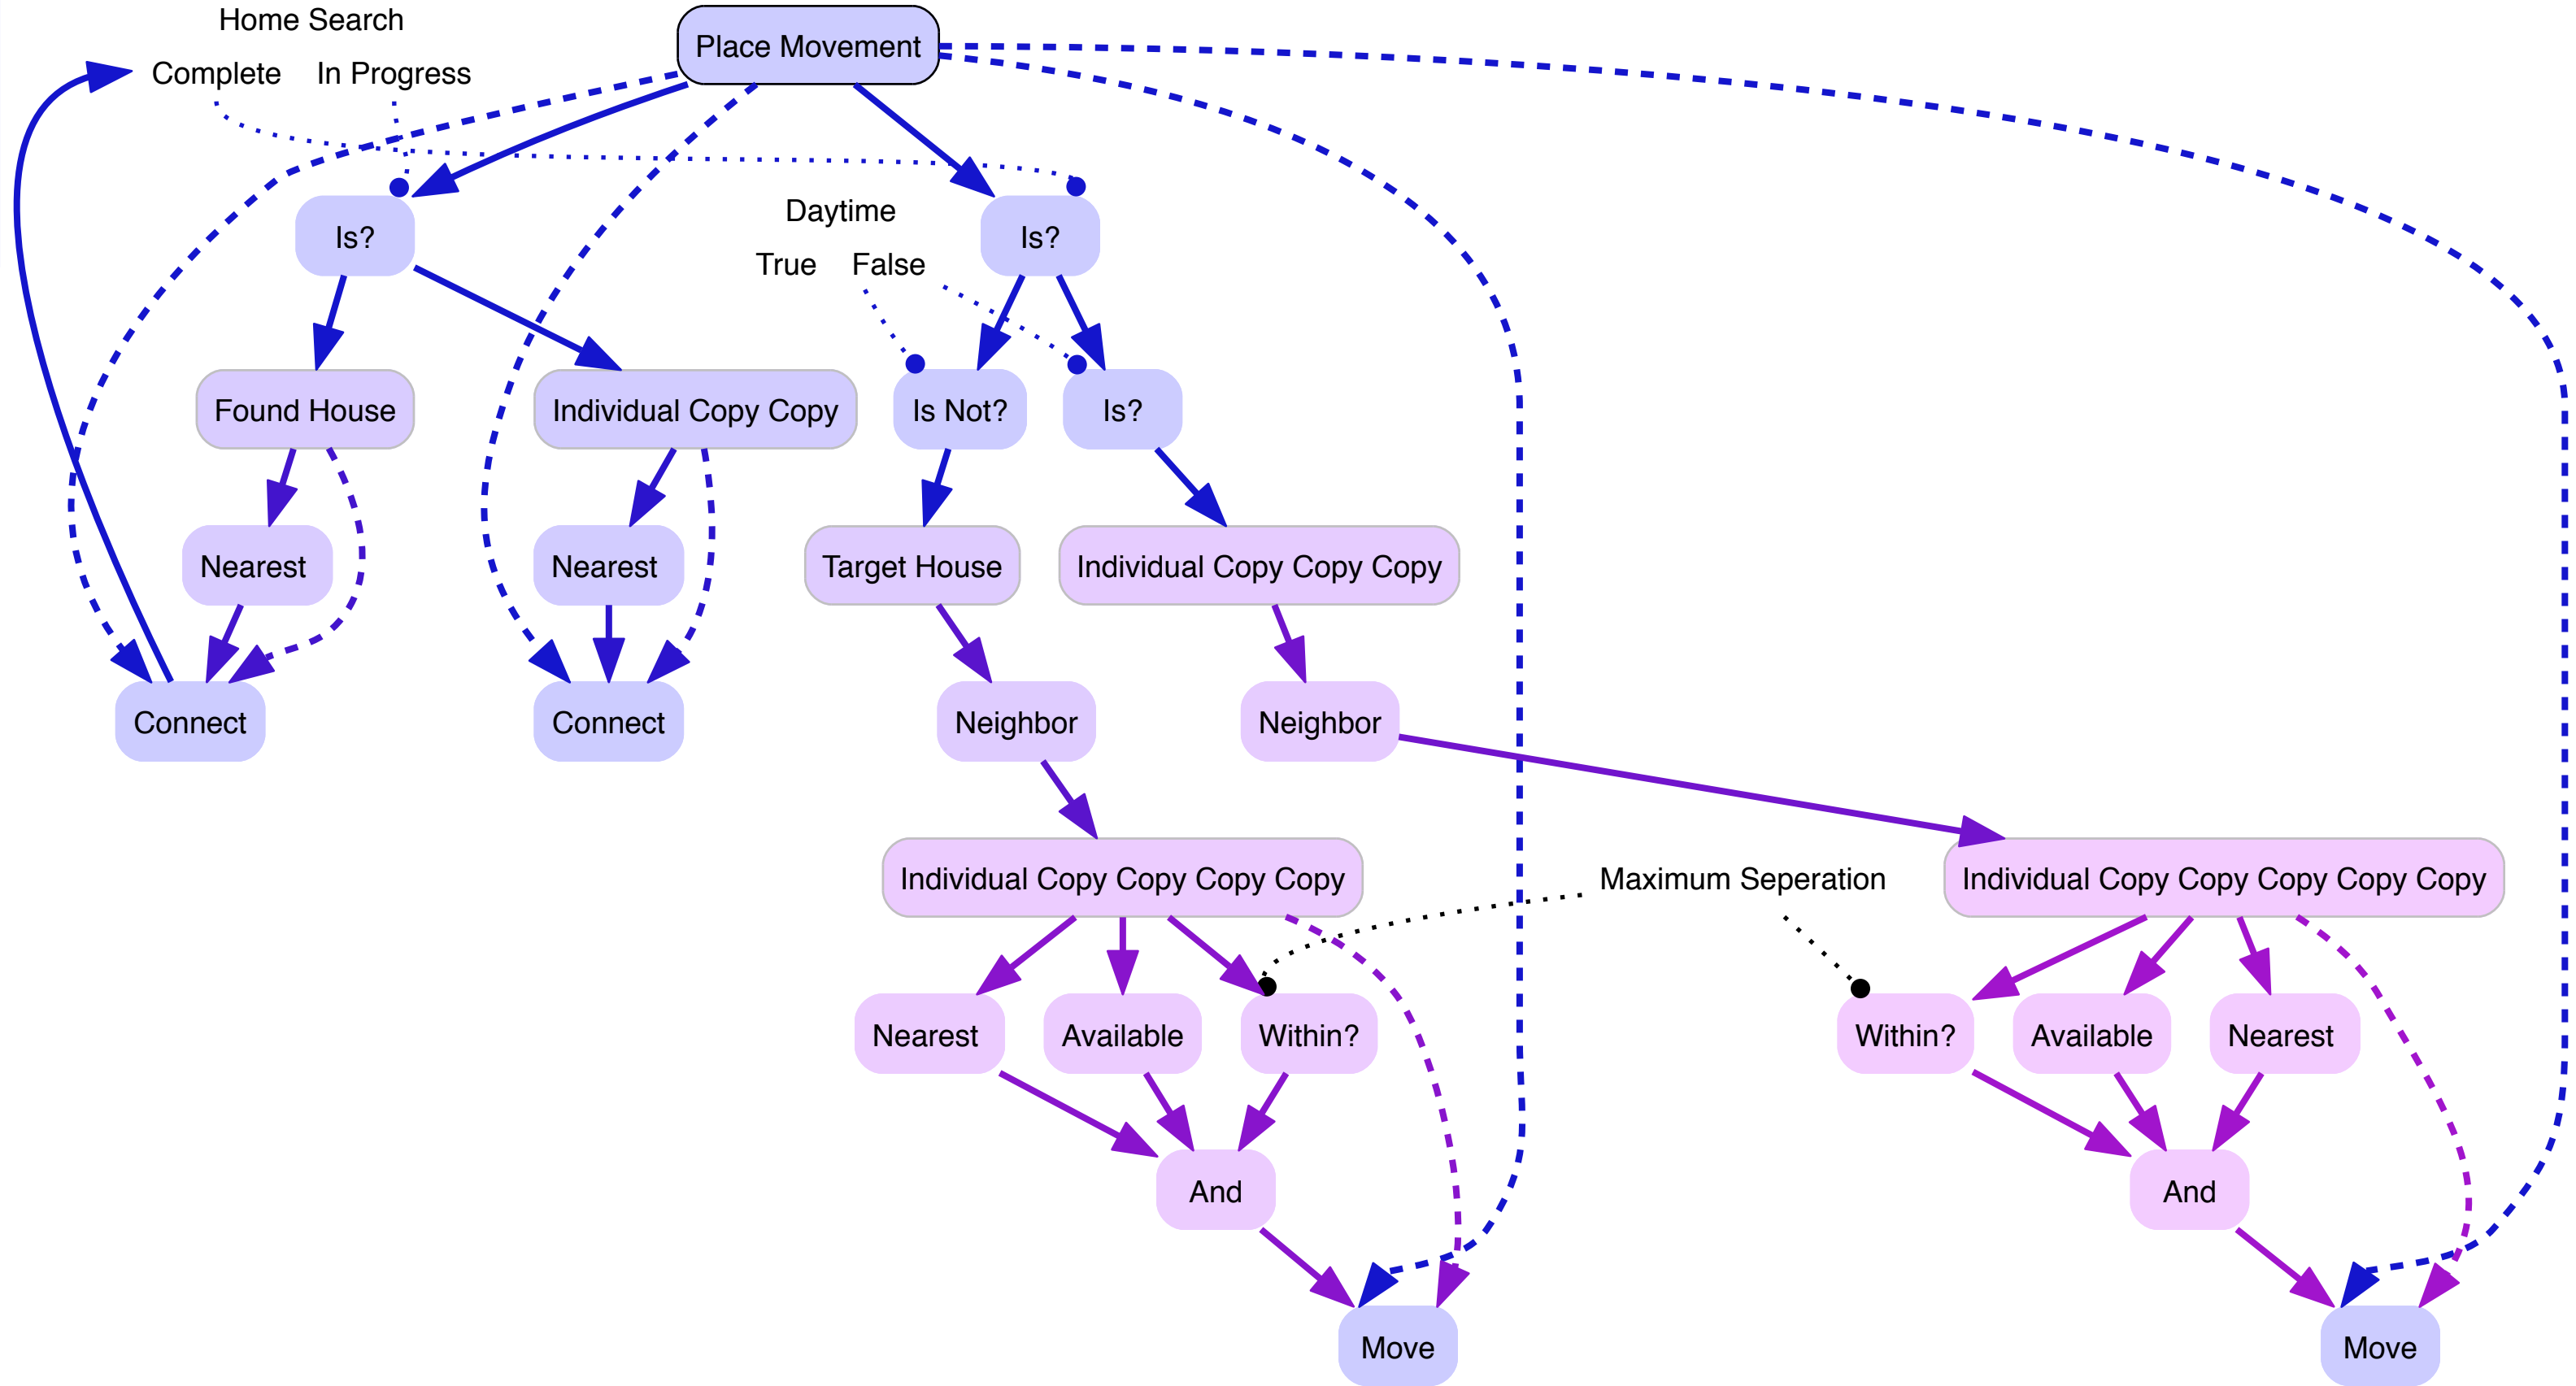 Home Search
Place Movement
Complete In Progress
Daytime
Is?
Is?
True False
Found House
Individual Copy Copy
Is Not?
Is?
Nearest
Nearest
Target House
Individual Copy Copy Copy
Connect
Connect
Neighbor
Neighbor
Individual Copy Copy Copy Copy
Maximum Seperation
Individual Copy Copy Copy Copy Copy
Nearest
Available
Within?
Within?
Available
Nearest
And
And
Move
Move